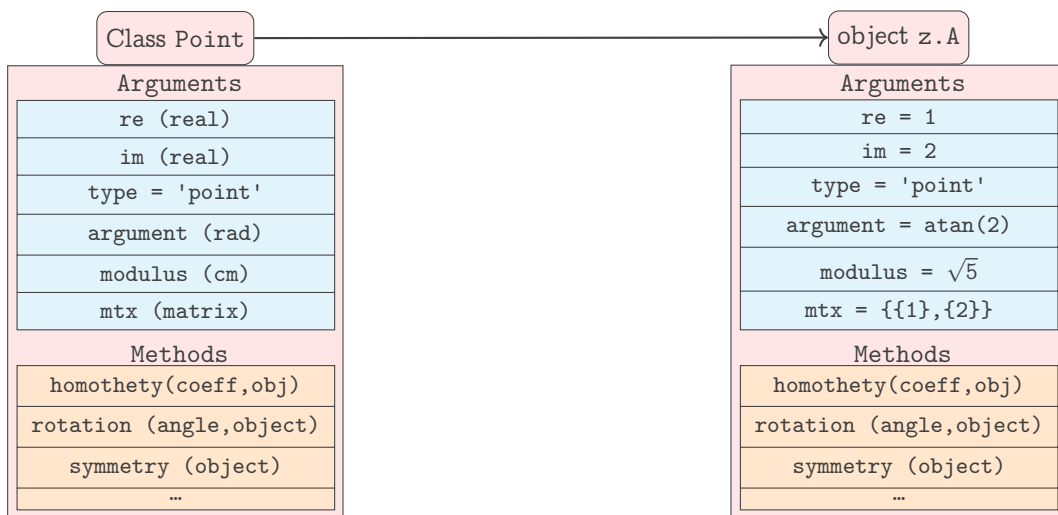 Class Point
Arguments
re (real)
im (real)
type = 'point'
argument (rad)
modulus (cm)
mtx (matrix)
Methods
homothety(coeff,obj)
rotation (angle,object)
symmetry (object)
…
object z.A
Arguments
re = 1
im = 2
type = 'point'
argument = atan(2)
modulus = √5
mtx = {{1},{2}}
Methods
homothety(coeff,obj)
rotation (angle,object)
symmetry (object)
…